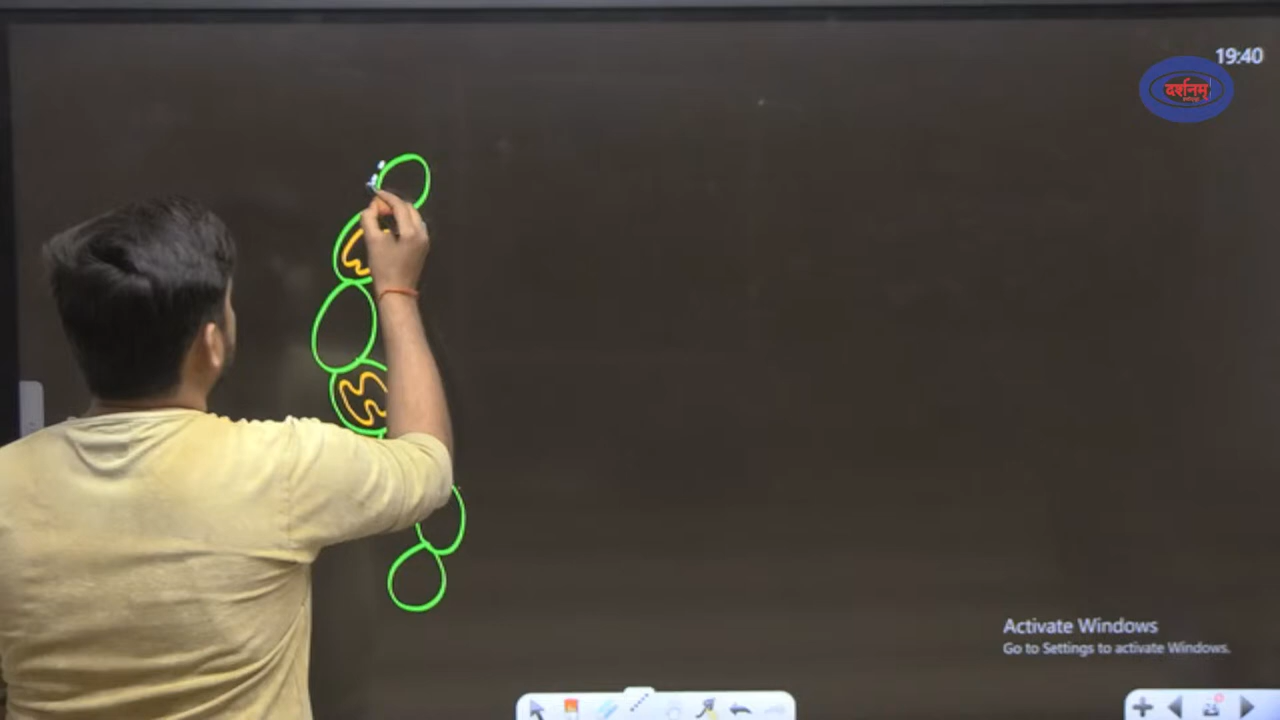 19:40
दर्शनम्
Activate Windows
Go to Settings to activate Windows.